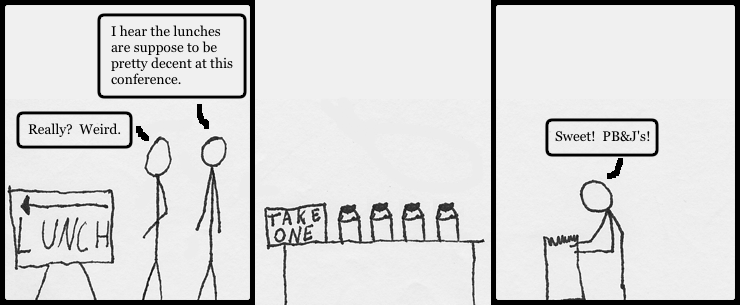 I hear the lunches
are suppose to be
pretty decent at this
conference.
Really?  Weird.
LUNCH
TAKE
ONE
Sweet!  PB&J's!